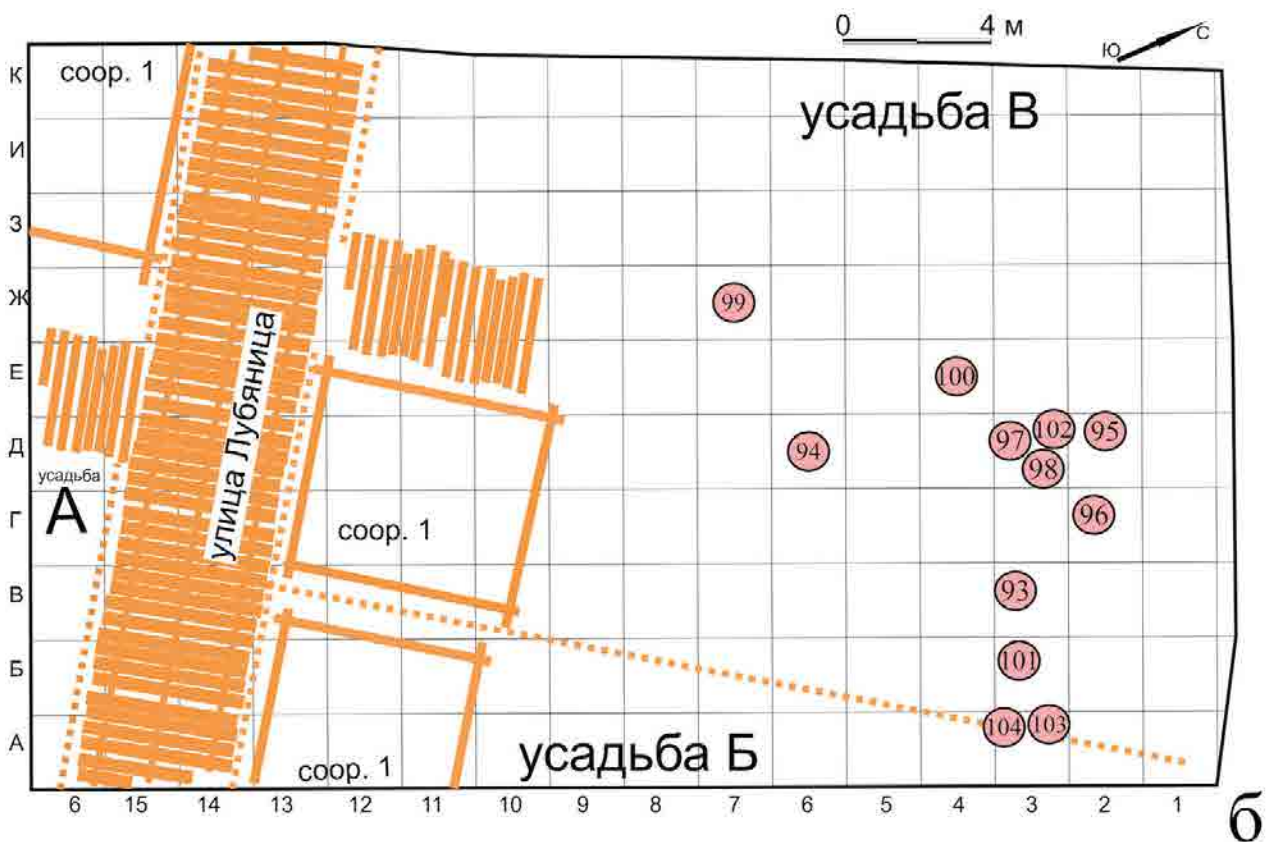 0 4 м
Ю С
К
соор. 1
усадьба В
И
З
Ж
99
улица Лубяница
Е
100
Д
94
97
102
95
98
усадьба
А
Г
соор. 1
96
В
93
Б
101
А
соор. 1
усадьба Б
104
103
6 15 14 13 12 11 10 9 8 7 6 5 4 3 2 1
б